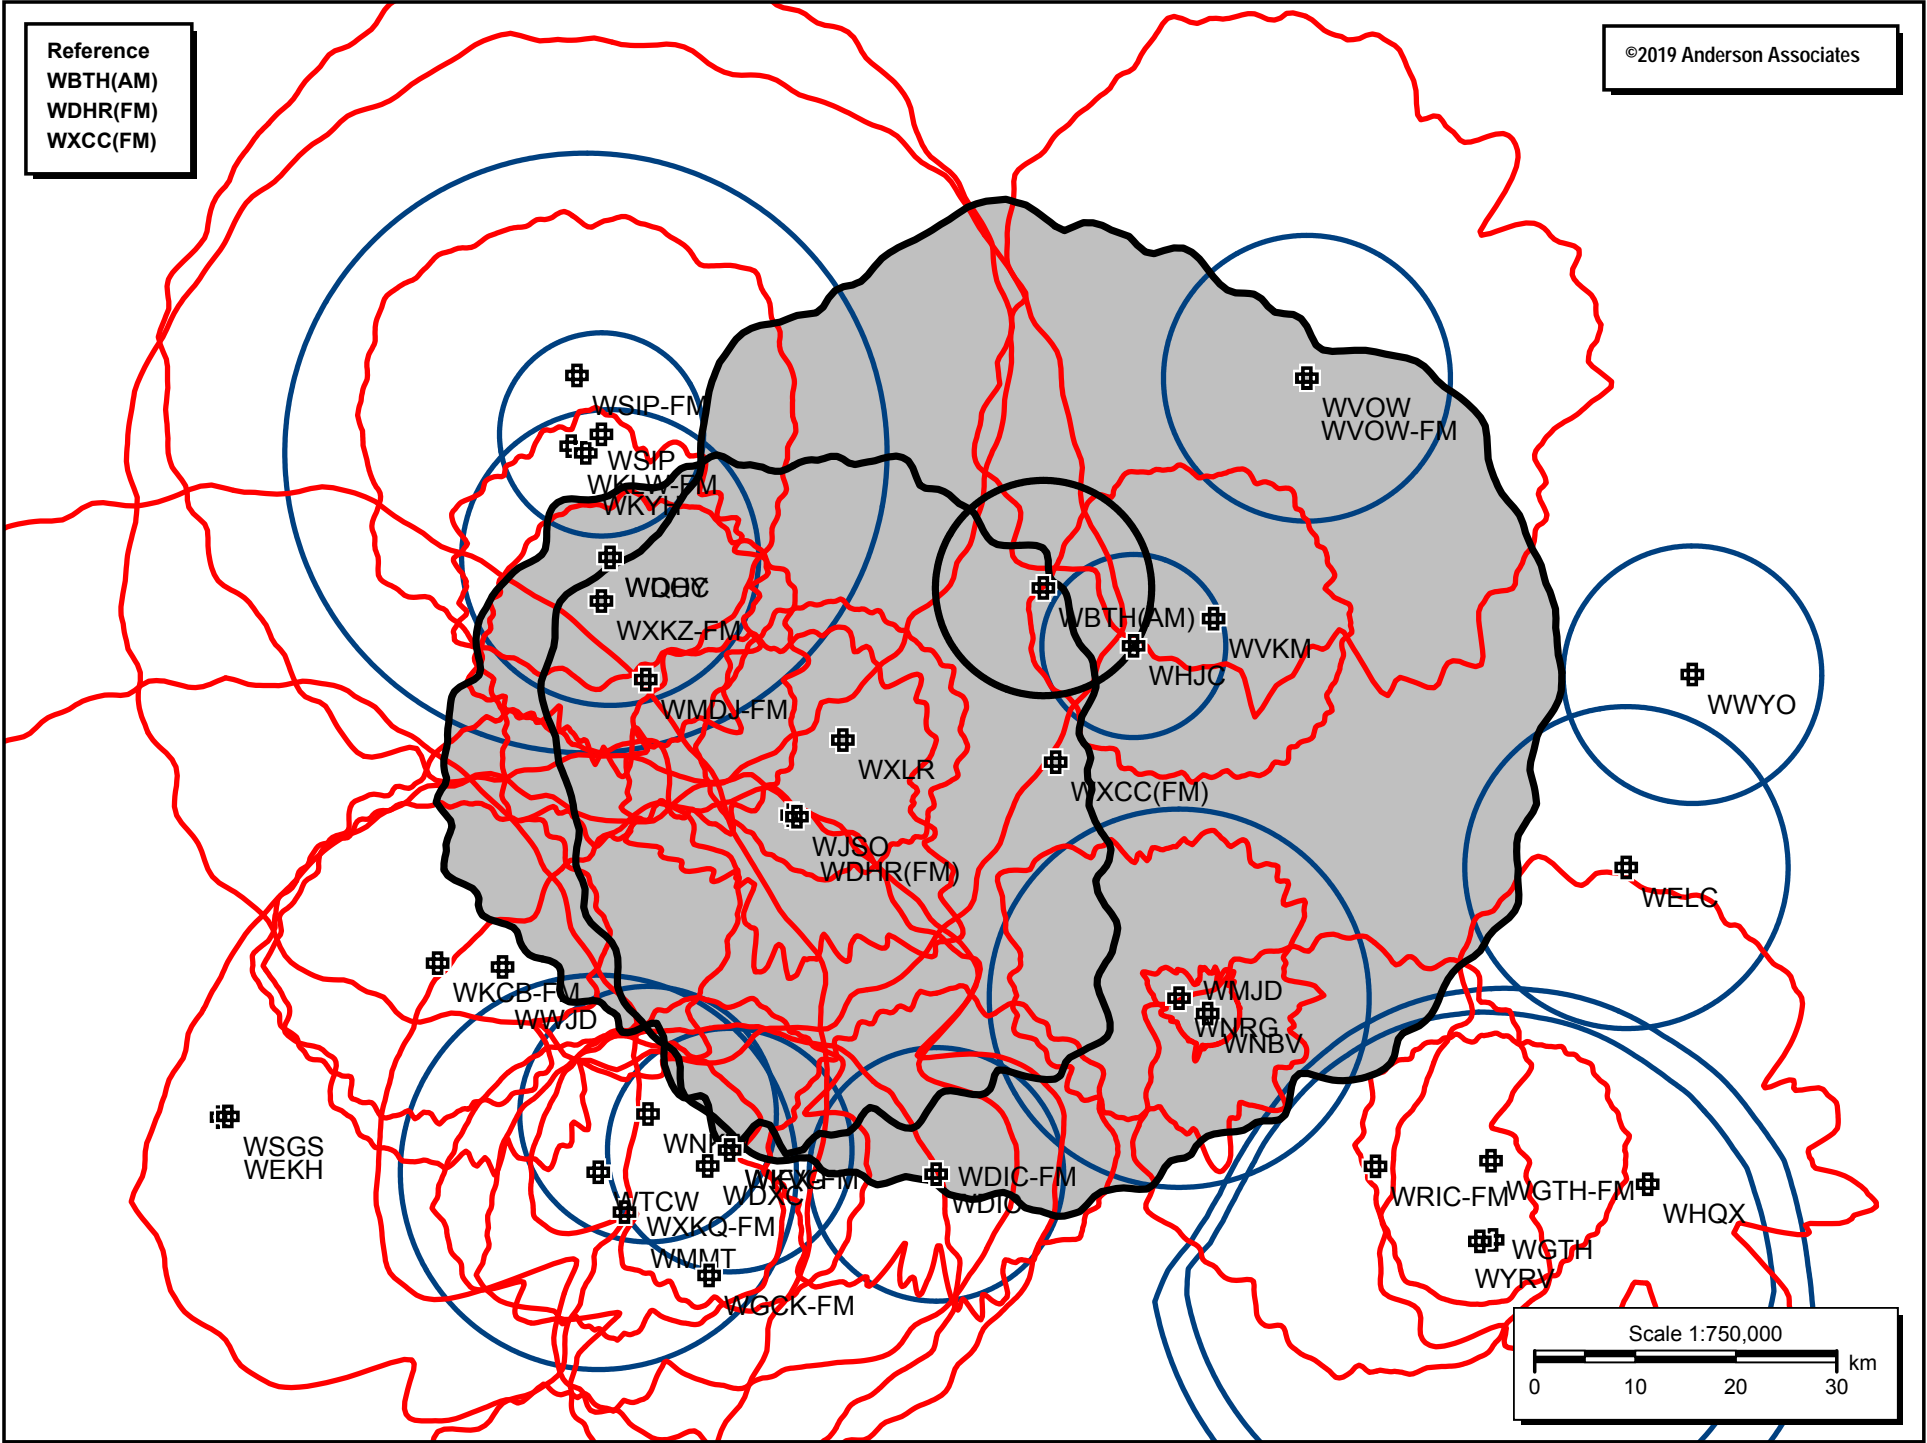 Reference
WBTH(AM)
WDHR(FM)
WXCC(FM)
©2019 Anderson Associates
WSIP-FM
WVOW
WVOW-FM
WSIP
WKLW-FM
WKYH
WXKZ-FM
WBTH(AM)
WVKM
WHJC
WMDJ-FM
WWYO
WXLR
WXCC(FM)
WJSO
WDHR(FM)
WELC
WKCB-FM
WWJD
WMJD
WNRG
WNBV
WSGS
WEKH
WDXC
WDIC-FM
WDIC
WTCW
WXKQ-FM
WMMT
WGCK-FM
WRIC-FM
WGTH-FM
WHQX
WGTH
WYRV
Scale 1:750,000
km
0 10 20 30